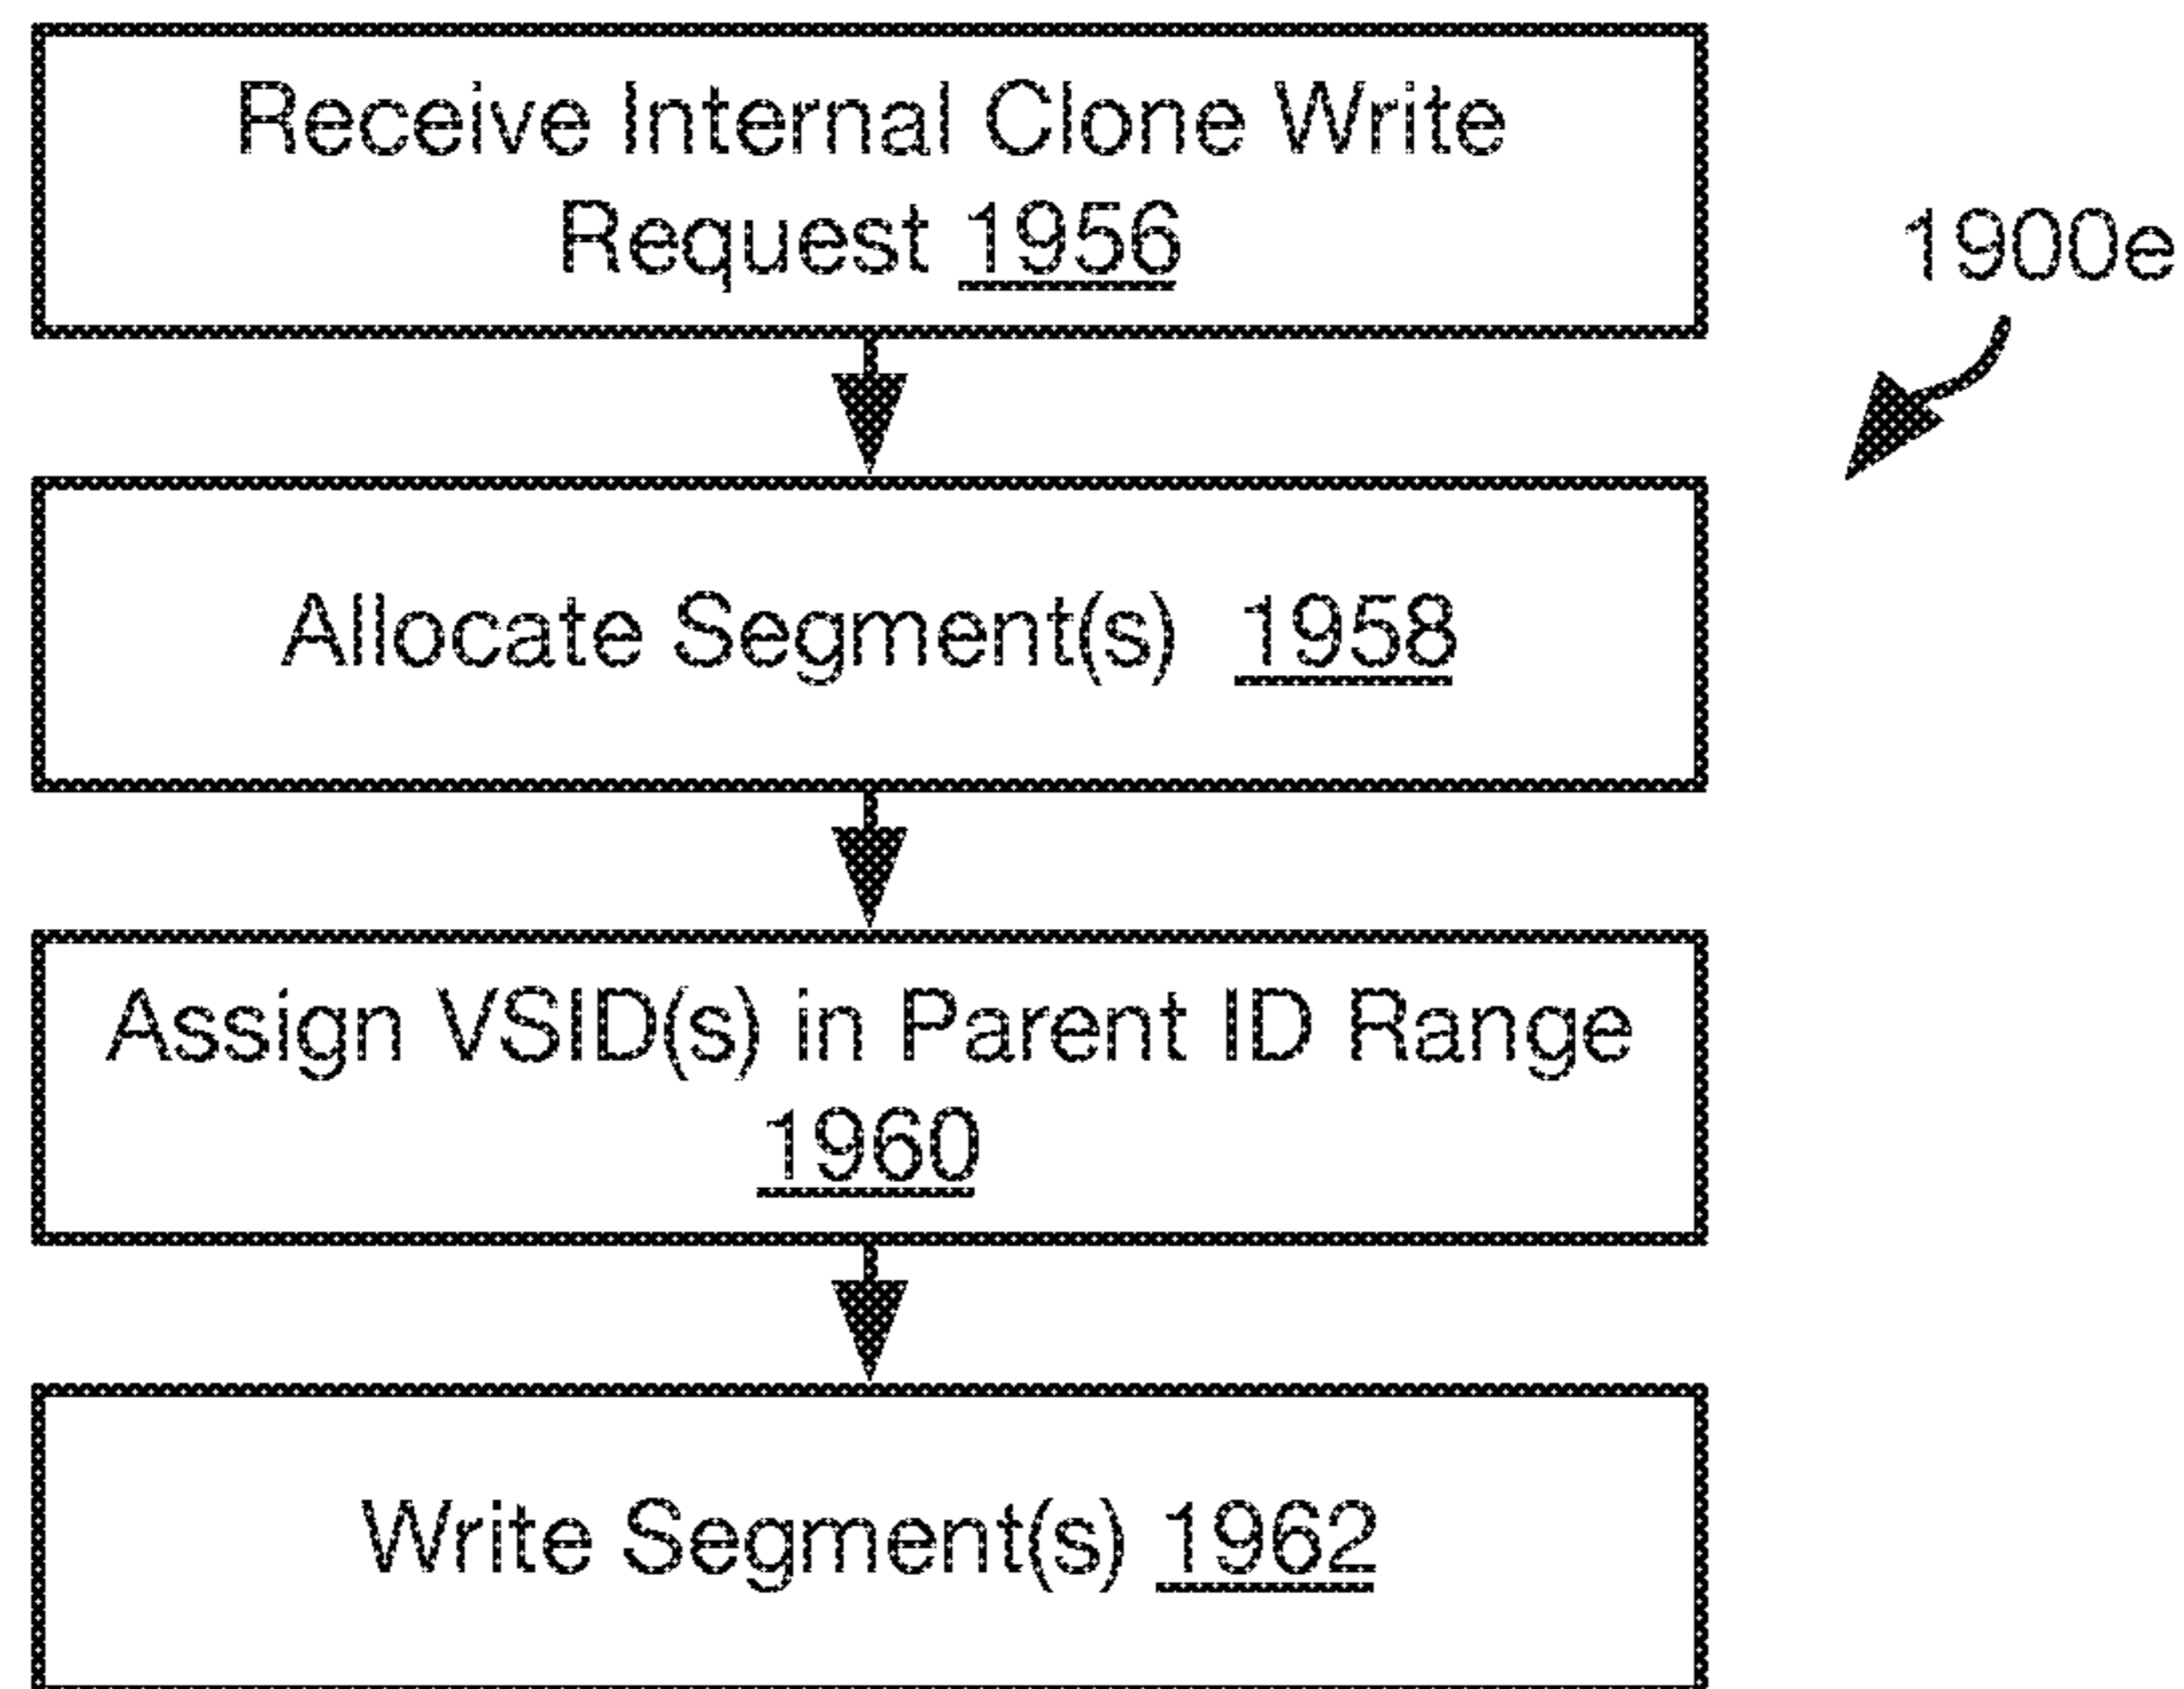 Receive Internal Clone Write
Request 1956
1900e
Allocate Segment(s) 1958
Assign VSID(s) in Parent ID Range
1960
Write Segment(s) 1962